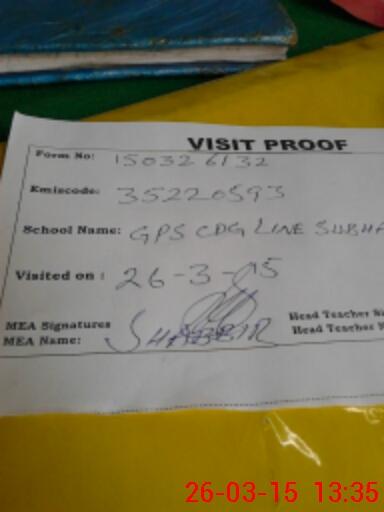 VISIT PROOF
Form No: 150326132
Emiscode: 35220593
School Name: GPS CDG LINE SUBHA
Visited on : 26-3-15
MEA Signatures
MEA Name: SHABBIR
Head Teacher
Head Teacher
26-03-15 13:35